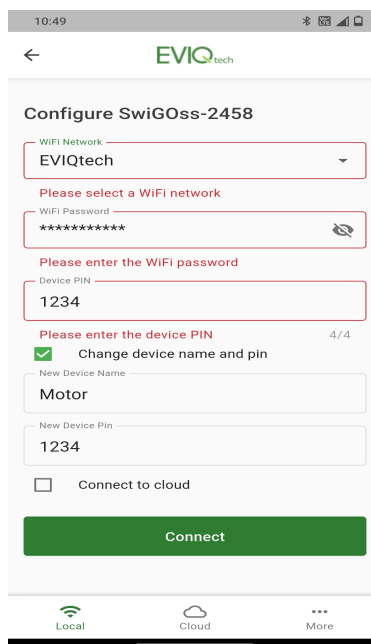 10:49
EVIQtech
Configure SwiGOss-2458
WiFi Network
EVIQtech
Please select a WiFi network
WiFi Password
***********
Please enter the WiFi password
Device PIN
1234
Please enter the device PIN 4/4
Change device name and pin
New Device Name
Motor
New Device Pin
1234
Connect to cloud
Connect
Local Cloud More